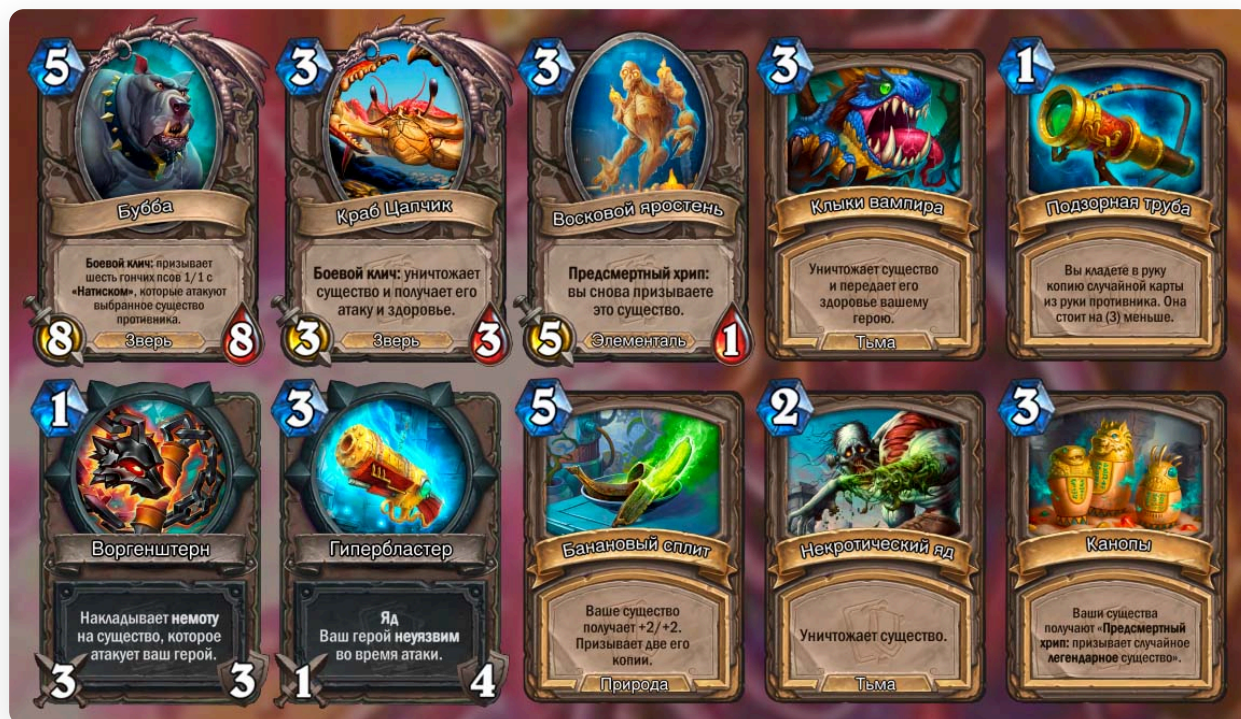 5
Бубба
Боевой клич: призывает
шесть гончих псов 1/1 с
«Натиском», которые атакуют
выбранное существо
противника.
8
Зверь
8
3
Краб Цапчик
Боевой клич: уничтожает
существо и получает его
атаку и здоровье.
3
Зверь
3
3
Восковой яростень
Предсмертный хрип:
вы снова призываете
это существо.
5
Элементаль
1
3
Клыки вампира
Уничтожает существо
и передает его
здоровье вашему
герою.
Тьма
1
Подзорная труба
Вы кладете в руку
копию случайной карты
из руки противника. Она
стоит на (3) меньше.
1
Воргенштерн
Накладывает немоту
на существо, которое
атакует ваш герой.
3
3
3
Гипербластер
Яд
Ваш герой неуязвим
во время атаки.
1
4
5
Банановый сплит
Ваше существо
получает +2/+2.
Призывает две его
копии.
Природа
2
Некротический яд
Уничтожает существо.
Тьма
3
Канопы
Ваши существа
получают «Предсмертный
хрип: призывает случайное
легендарное существо».